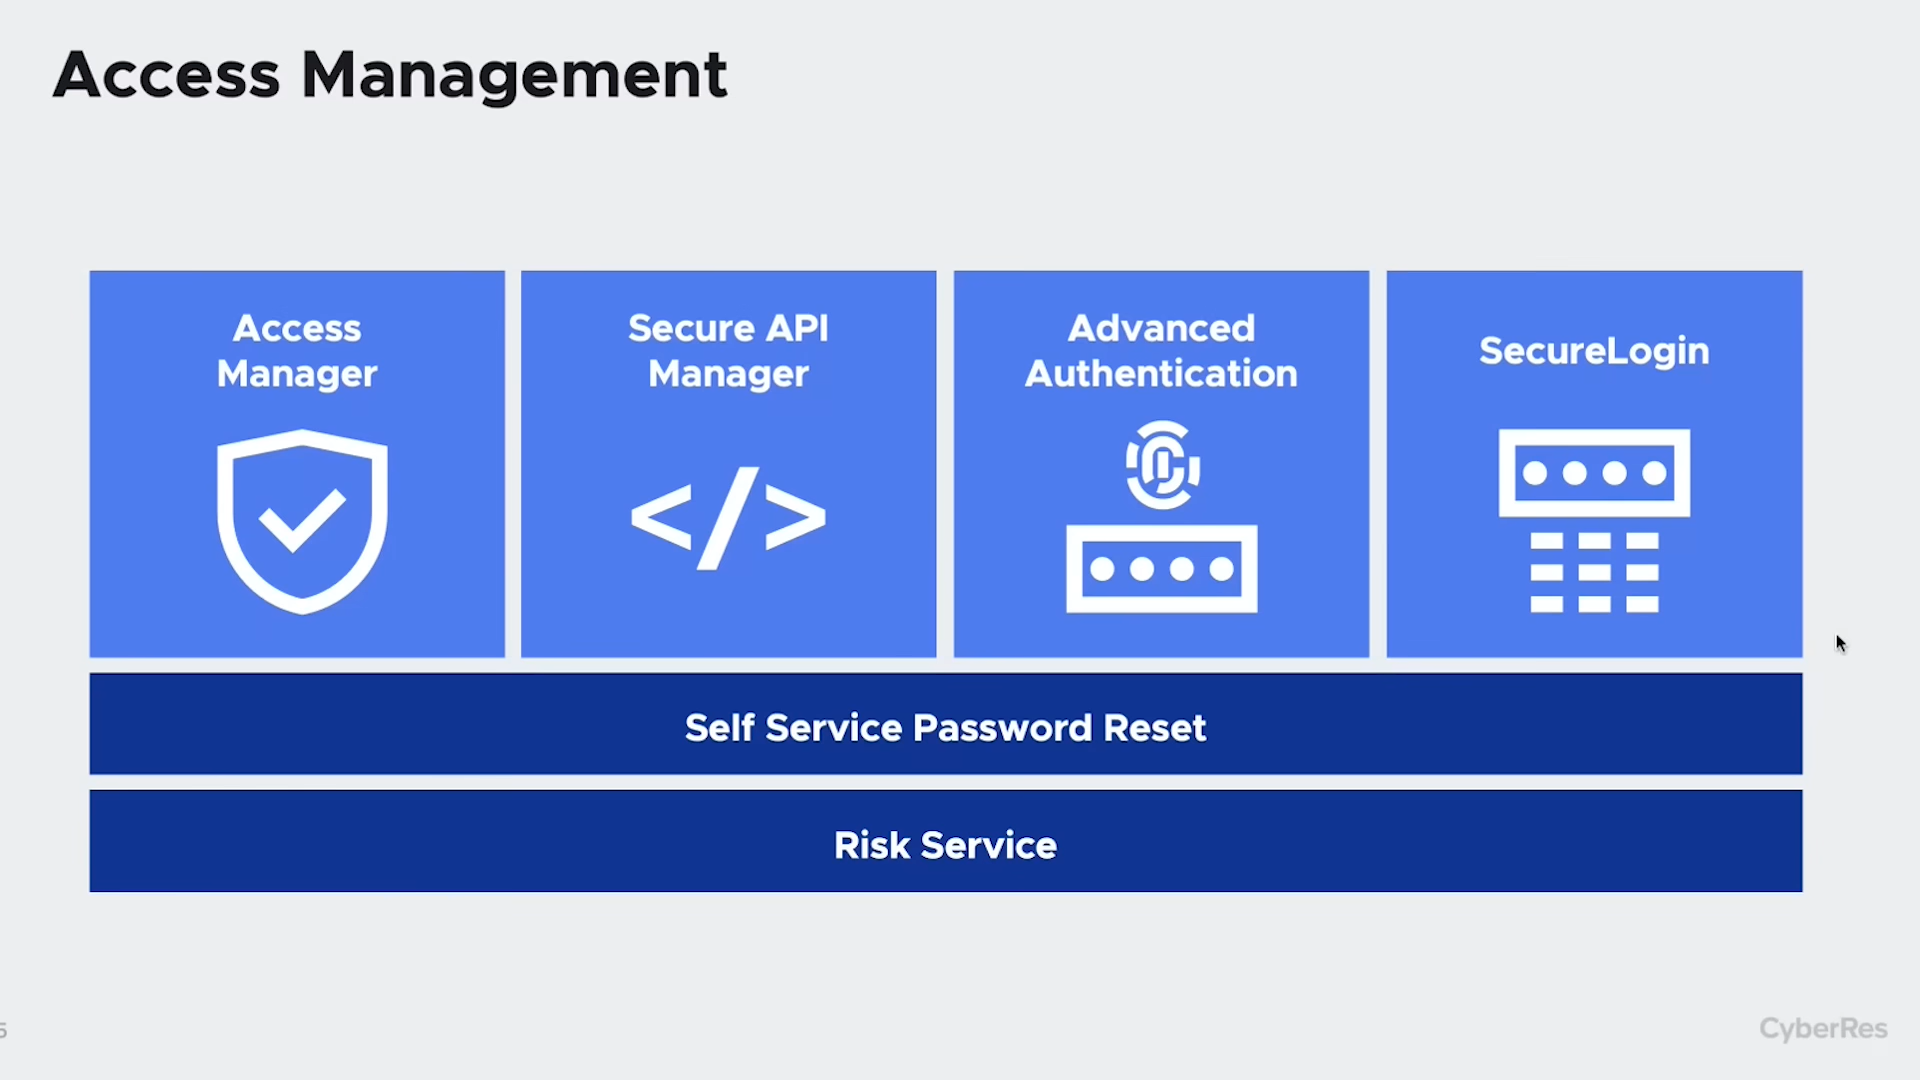 Access Management
Access
Manager
Secure API
Manager
Advanced
Authentication
SecureLogin
</>
Self Service Password Reset
Risk Service
CyberRes